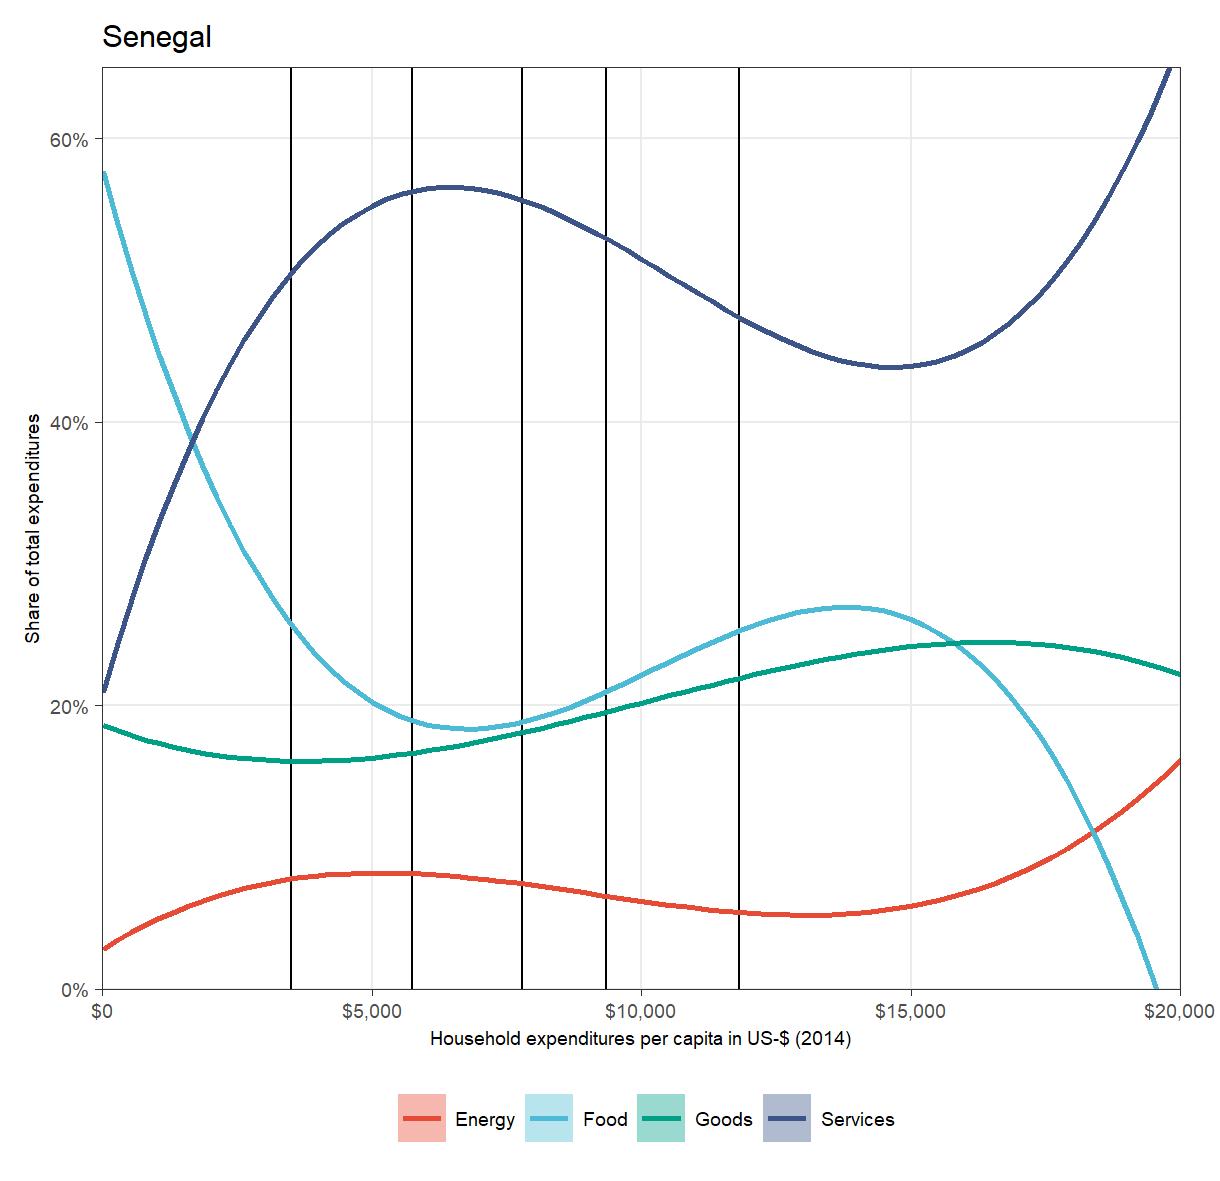 Senegal
60%
40%
20%
0%
Share of total expenditures
$0 $5,000 $10,000 $15,000 $20,000
Household expenditures per capita in US-$ (2014)
Energy Food Goods Services